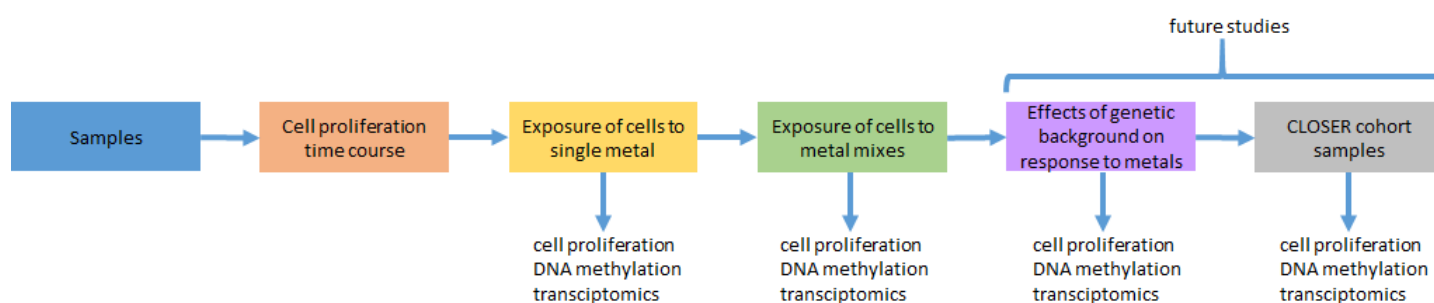 future studies
Samples
Cell proliferation
time course
Exposure of cells to
single metal
Exposure of cells to
metal mixes
Effects of genetic
background on
response to metals
CLOSER cohort
samples
cell proliferation
DNA methylation
transciptomics
cell proliferation
DNA methylation
transciptomics
cell proliferation
DNA methylation
transciptomics
cell proliferation
DNA methylation
transciptomics